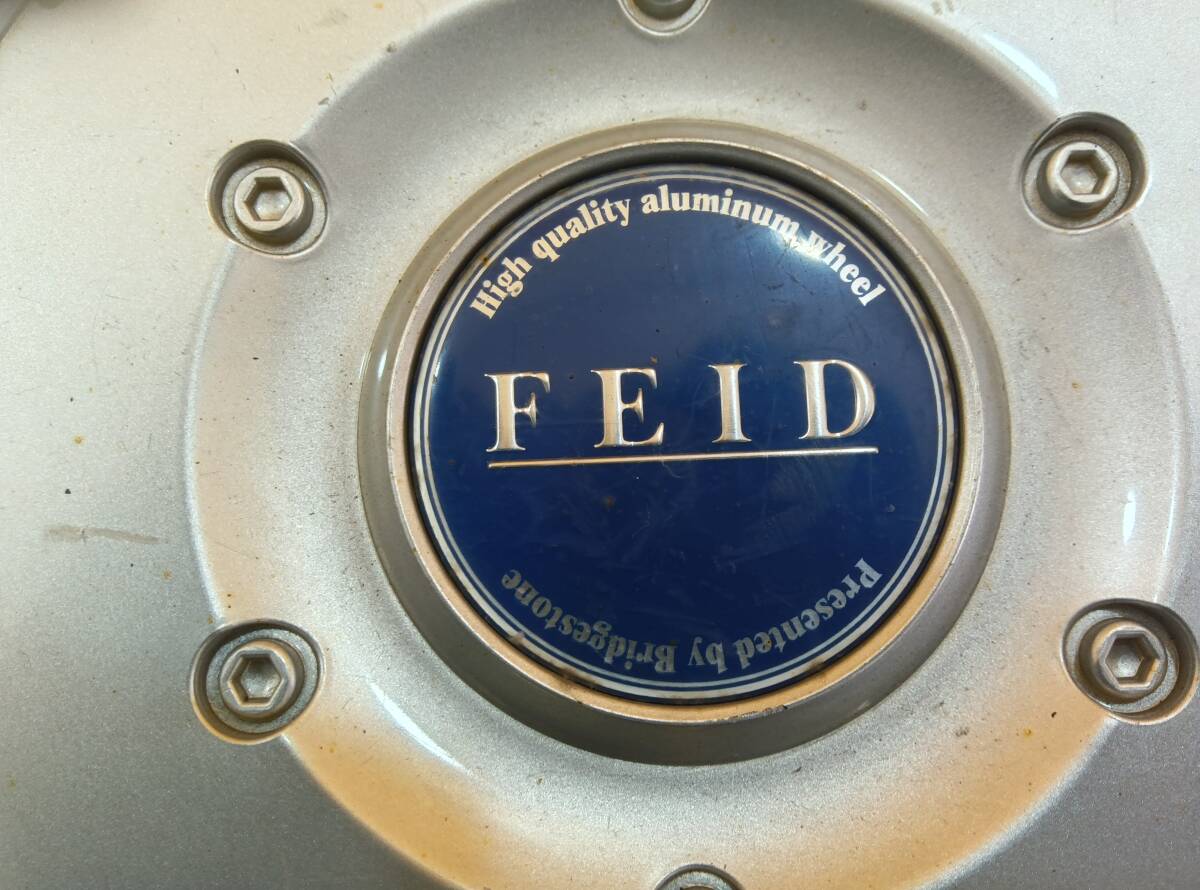 High quality aluminum wheel
FEID
Presented by Bridgestone